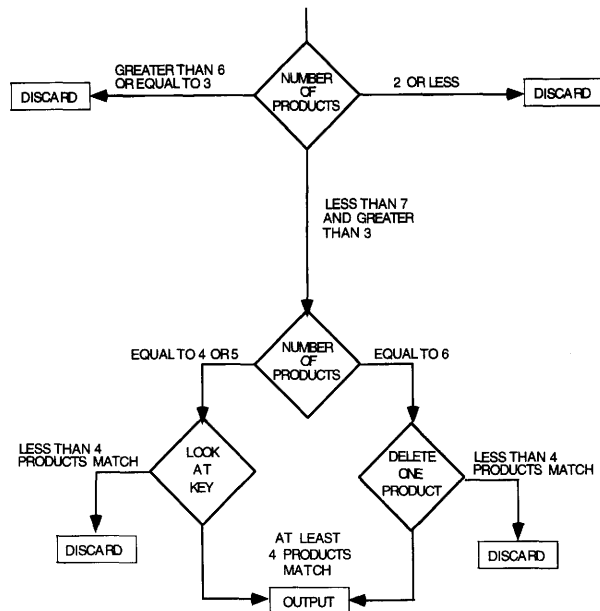 GREATER THAN 6
OR EQUAL TO 3
NUMBER
OF
PRODUCTS
2 OR LESS
DISCARD
DISCARD
LESS THAN 7
AND GREATER
THAN 3
EQUAL TO 4 OR 5
NUMBER
OF
PRODUCTS
EQUAL TO 6
LESS THAN 4
PRODUCTS MATCH
LOOK
AT
KEY
DELETE
ONE
PRODUCT
LESS THAN 4
PRODUCTS MATCH
DISCARD
AT LEAST
4 PRODUCTS
MATCH
DISCARD
OUTPUT